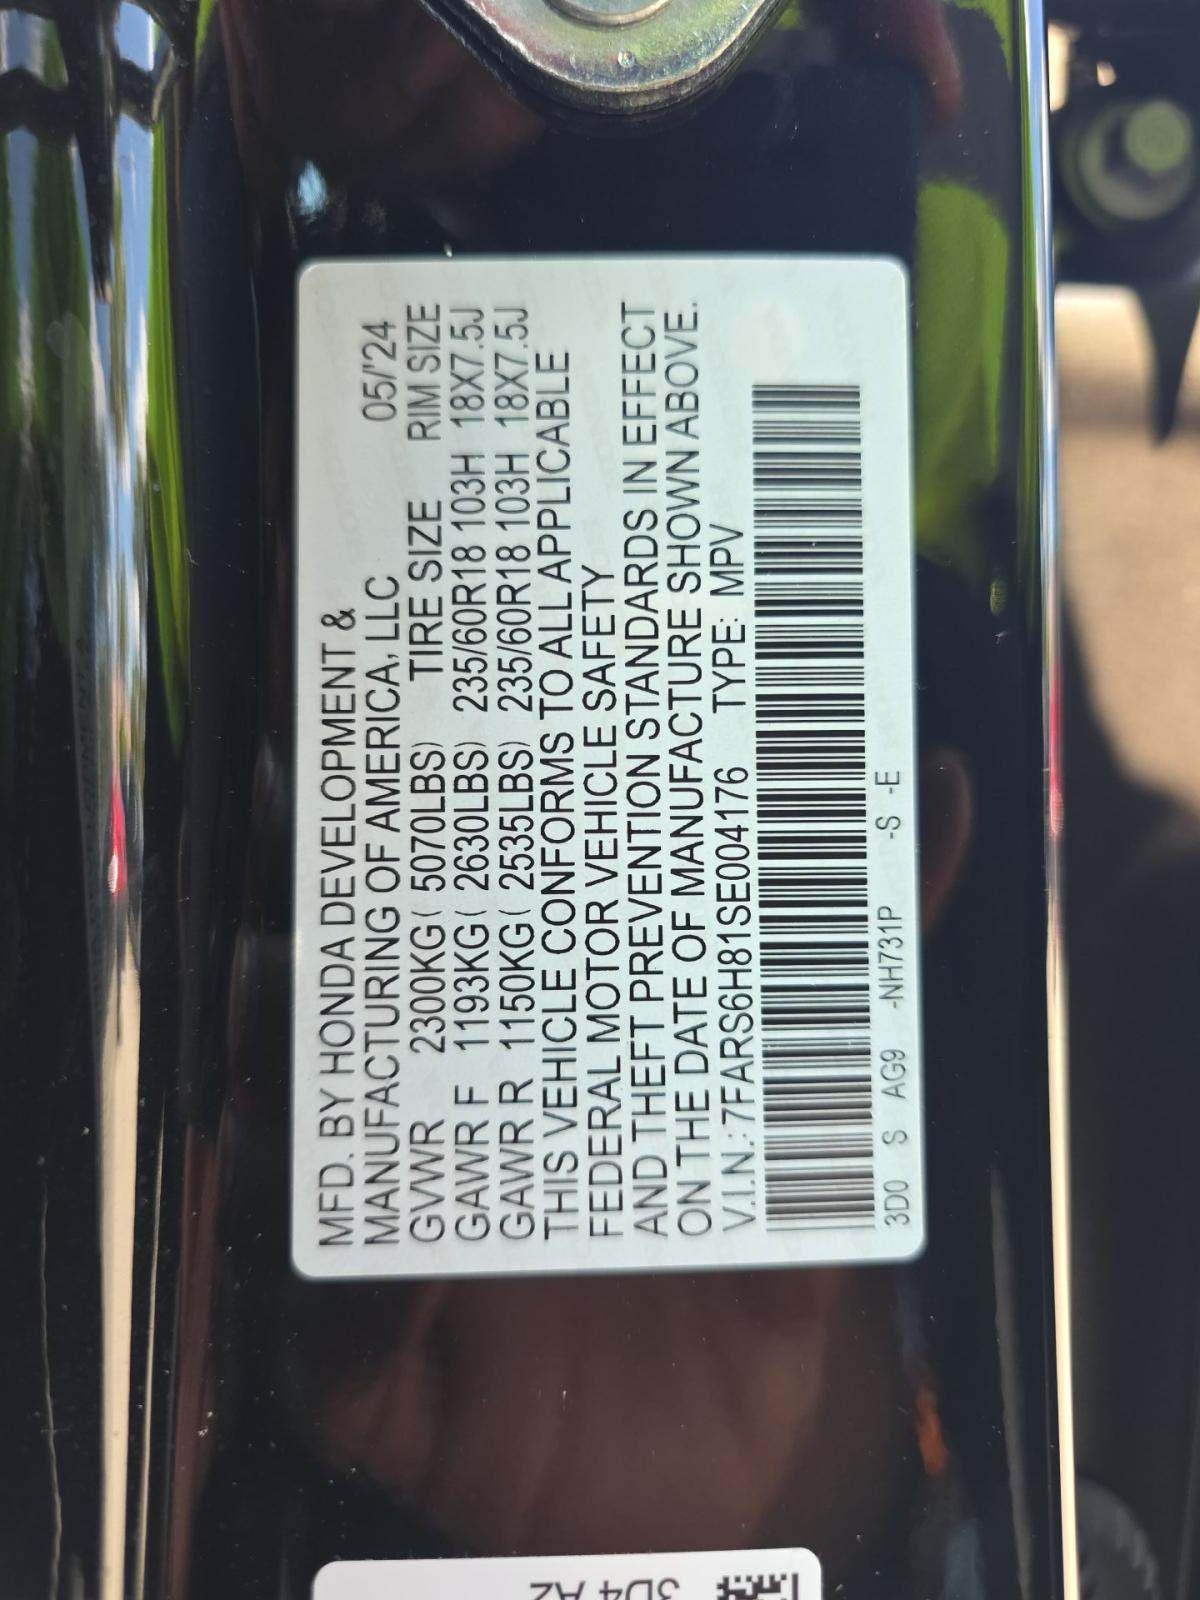 MFD. BY HONDA DEVELOPMENT &
MANUFACTURING OF AMERICA, LLC 05/'24
GVWR 2300KG( 5070LBS) TIRE SIZE RIM SIZE
GAWR F 1193KG( 2630LBS) 235/60R18 103H 18X7.5J
GAWR R 1150KG( 2535LBS) 235/60R18 103H 18X7.5J
THIS VEHICLE CONFORMS TO ALL APPLICABLE
FEDERAL MOTOR VEHICLE SAFETY
AND THEFT PREVENTION STANDARDS IN EFFECT
ON THE DATE OF MANUFACTURE SHOWN ABOVE.
V.I.N.: 7FARS6H81SE004176 TYPE: MPV
3D0 S AG9 -NH731P -S -E
3D4 A2